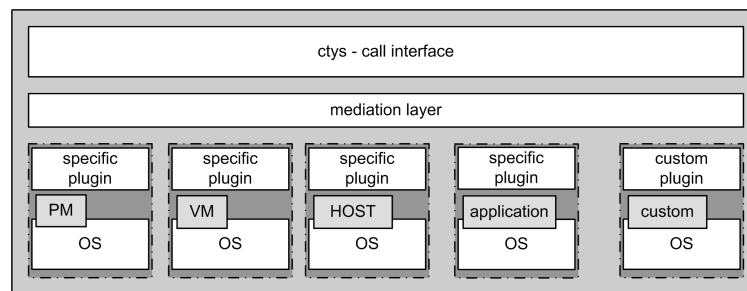 ctys - call interface
mediation layer
specific
plugin
PM
OS
specific
plugin
VM
OS
specific
plugin
HOST
OS
specific
plugin
application
OS
custom
plugin
custom
OS